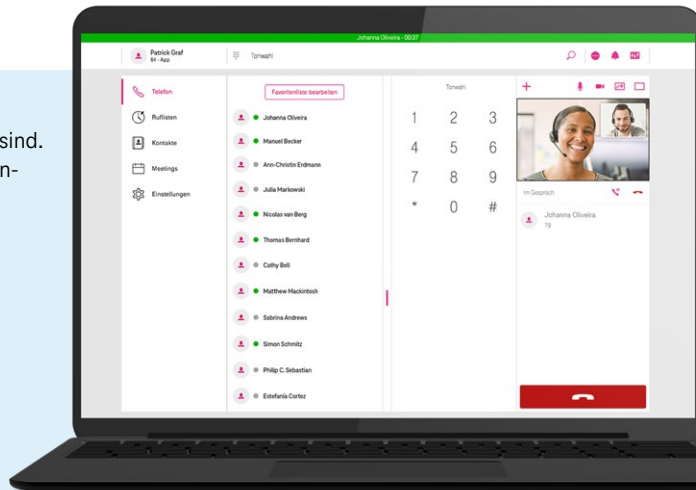 sind.
n-
Johanna Oliveira - 00:37
Patrick Graf
64 - App
Tonwahl
Telefon
Ruflisten
Kontakte
Meetings
Einstellungen
Favoritenliste bearbeiten
Johanna Oliveira
Manuel Becker
Ann-Christin Erdmann
Julia Markowski
Nicolas van Berg
Thomas Bernhard
Cathy Bell
Matthew Mackintosh
Sabrina Andrews
Simon Schmitz
Philip C. Sebastian
Estefania Cortez
Tonwahl
1 2 3
4 5 6
7 8 9
* 0 #
Im Gespräch
Johanna Oliveira
79